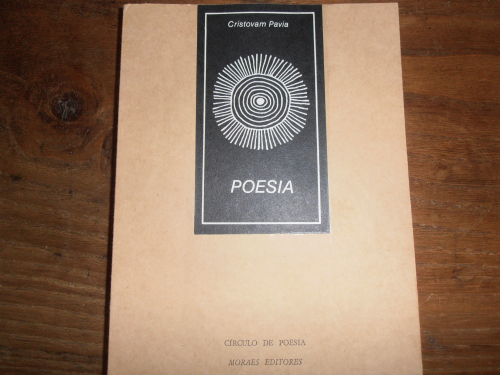 Cristovam Pavia
POESIA
CÍRCULO DE POESIA
MORAES EDITORES